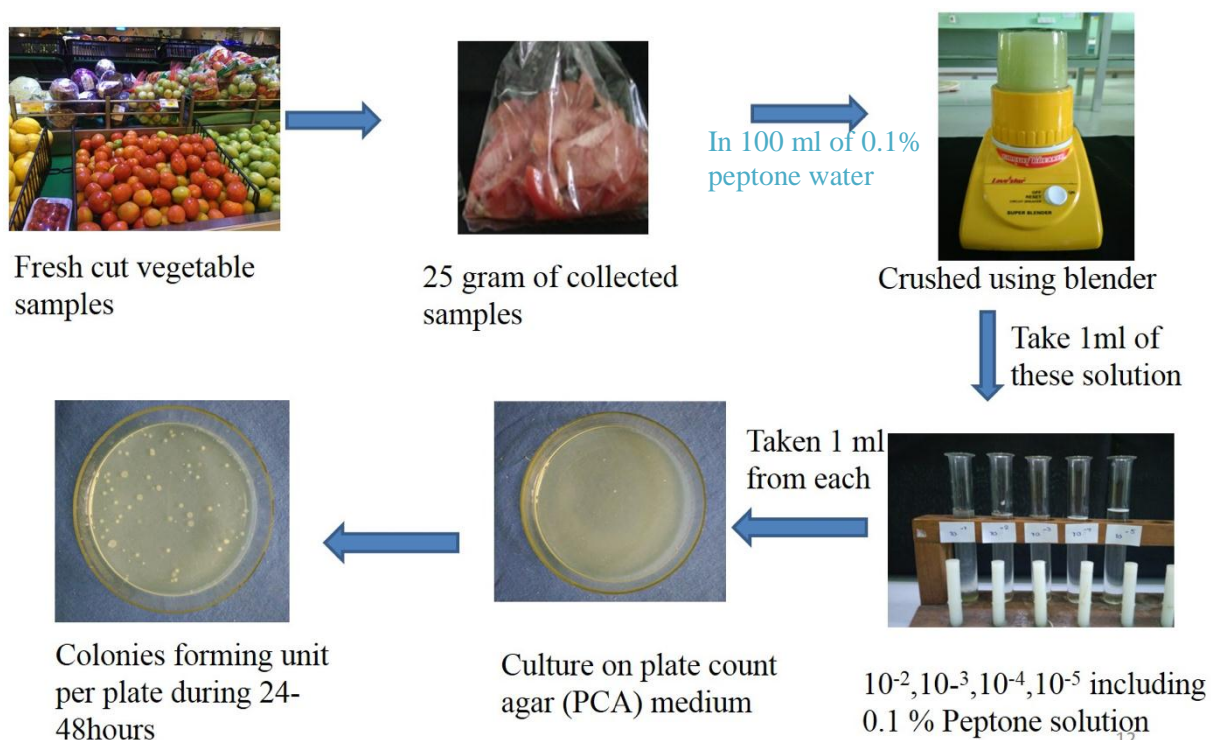 Fresh cut vegetable
samples
25 gram of collected
samples
In 100 ml of 0.1%
peptone water
SUPER BLENDER
Crushed using blender
Take 1ml of
these solution
10⁻²,10-³,10⁻⁴,10⁻⁵ including
0.1 % Peptone solution
Taken 1 ml
from each
Culture on plate count
agar (PCA) medium
Colonies forming unit
per plate during 24-
48hours
12